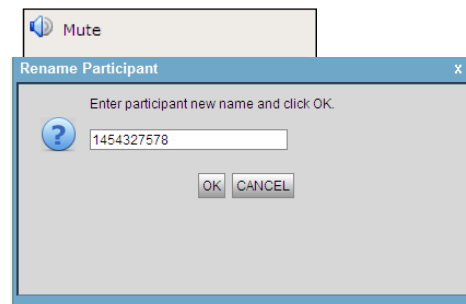 Mute
Rename Participant x
Enter participant new name and click OK.
?
1454327578
OK CANCEL